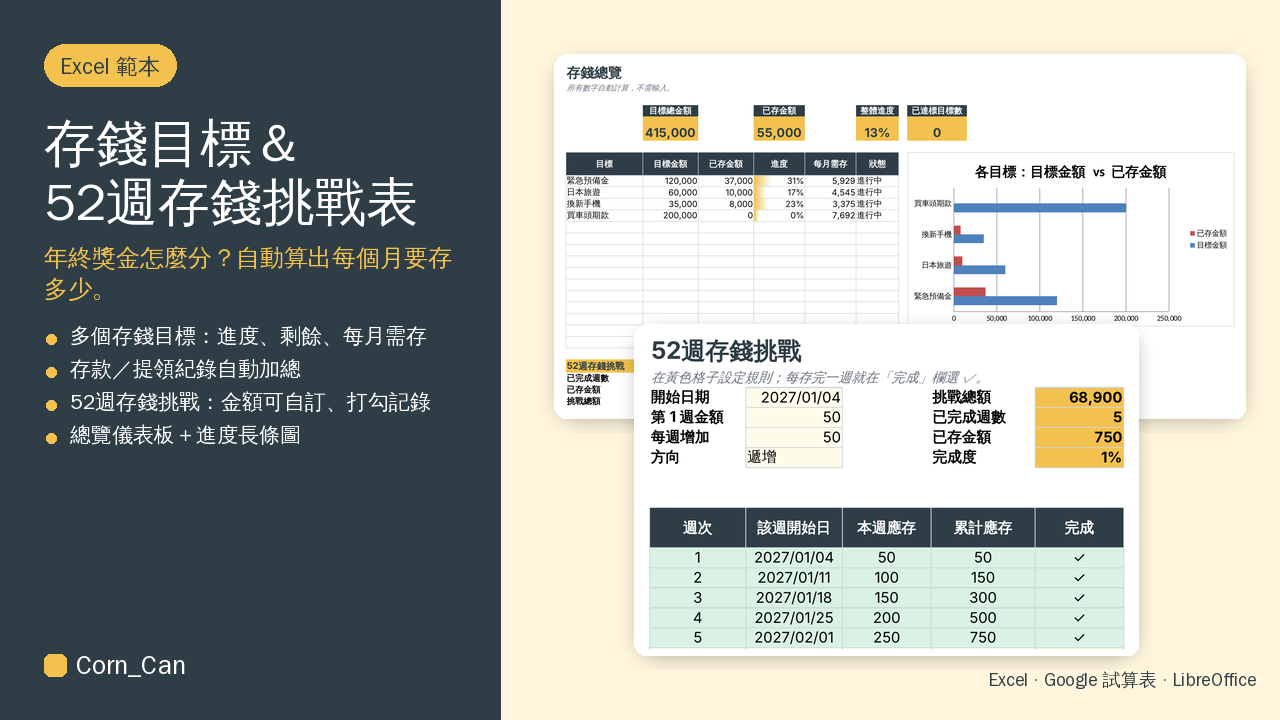 Excel 範本
存錢目標＆
52週存錢挑戰表
年終獎金怎麼分？自動算出每個月要存
多少。
多個存錢目標：進度、剩餘、每月需存
存款／提領紀錄自動加總
52週存錢挑戰：金額可自訂、打勾記錄
總覽儀表板＋進度長條圖
Corn_Can
存錢總覽
所有數字自動計算，不需輸入。
目標總金額 已存金額 整體進度 已達標目標數
415,000 55,000 13% 0
目標 目標金額 已存金額 進度 每月需存 狀態
緊急預備金 120,000 37,000 31% 5,929 進行中
日本旅遊 60,000 10,000 17% 4,545 進行中
換新手機 35,000 8,000 23% 3,375 進行中
買車頭期款 200,000 0 0% 7,692 進行中
各目標：目標金額 vs 已存金額
買車頭期款
換新手機
日本旅遊
緊急預備金
0 50,000 100,000 150,000 200,000 250,000
已存金額
目標金額
52週存錢挑戰
已完成週數
已存金額
挑戰總額
52週存錢挑戰
在黃色格子設定規則；每存完一週就在「完成」欄選 ✓。
開始日期 2027/01/04 挑戰總額 68,900
第 1 週金額 50 已完成週數 5
每週增加 50 已存金額 750
方向 遞增 完成度 1%
週次 該週開始日 本週應存 累計應存 完成
1 2027/01/04 50 50 ✓
2 2027/01/11 100 150 ✓
3 2027/01/18 150 300 ✓
4 2027/01/25 200 500 ✓
5 2027/02/01 250 750 ✓
Excel · Google 試算表 · LibreOffice